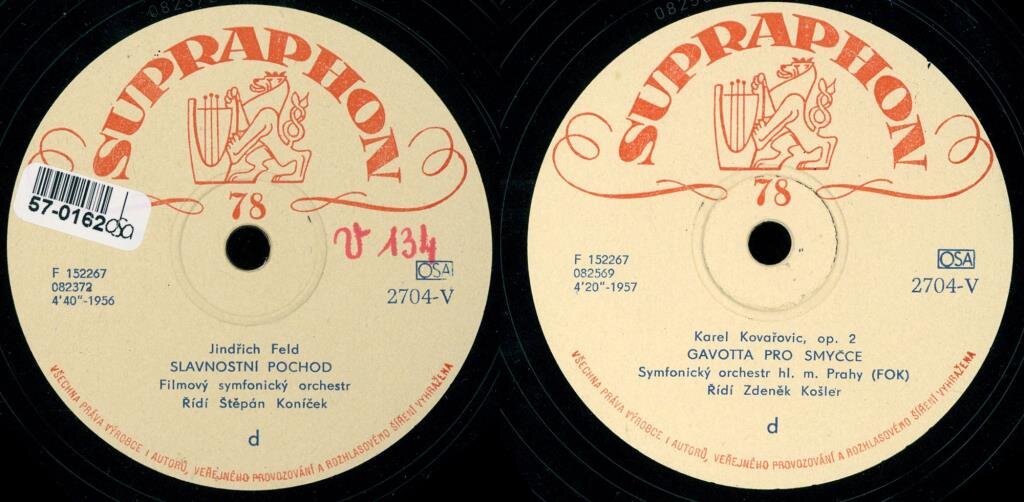 SUPRAPHON
78
57-0162
OSA
V 134
F 152267
082372
4'40"-1956
OSA
2704-V
Jindřich Feld
SLAVNOSTNÍ POCHOD
Filmový symfonický orchestr
Řídí Štěpán Koníček
d
VŠECHNA PRÁVA VÝROBCE I AUTORŮ, VEŘEJNÉHO PROVOZOVÁNÍ A ROZHLASOVÉHO ŠÍŘENÍ VYHRAŽENA
SUPRAPHON
78
F 152267
082569
4'20"-1957
OSA
2704-V
Karel Kovařovic, op. 2
GAVOTTA PRO SMYČCE
Symfonický orchestr hl. m. Prahy (FOK)
Řídí Zdeněk Košler
d
VŠECHNA PRÁVA VÝROBCE I AUTORŮ, VEŘEJNÉHO PROVOZOVÁNÍ A ROZHLASOVÉHO ŠÍŘENÍ VYHRAŽENA